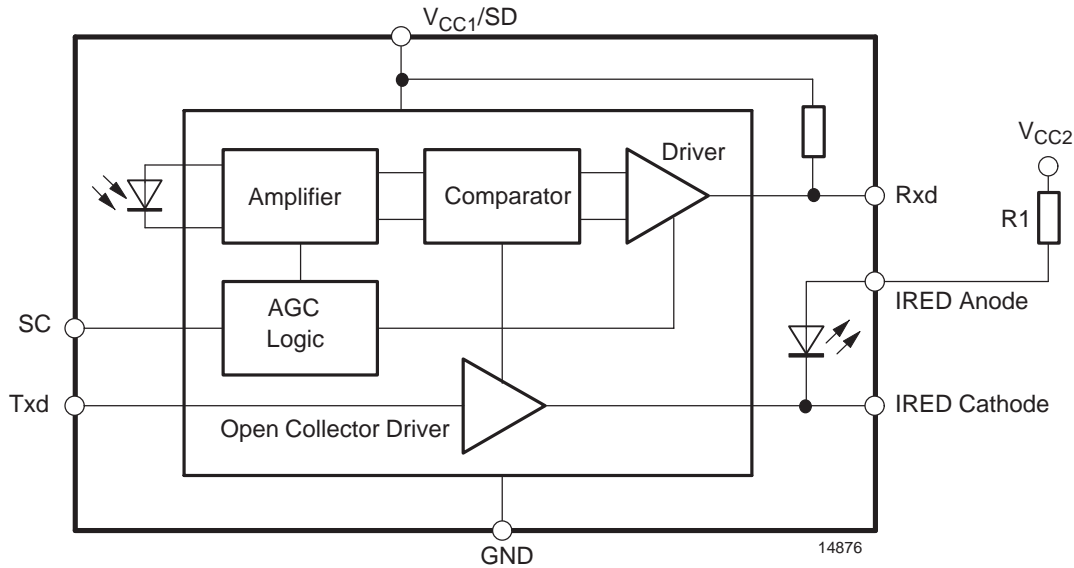 VCC1/SD
Driver
VCC2
Amplifier
Comparator
Rxd
R1
AGC
Logic
IRED Anode
SC
Txd
Open Collector Driver
IRED Cathode
GND
14876